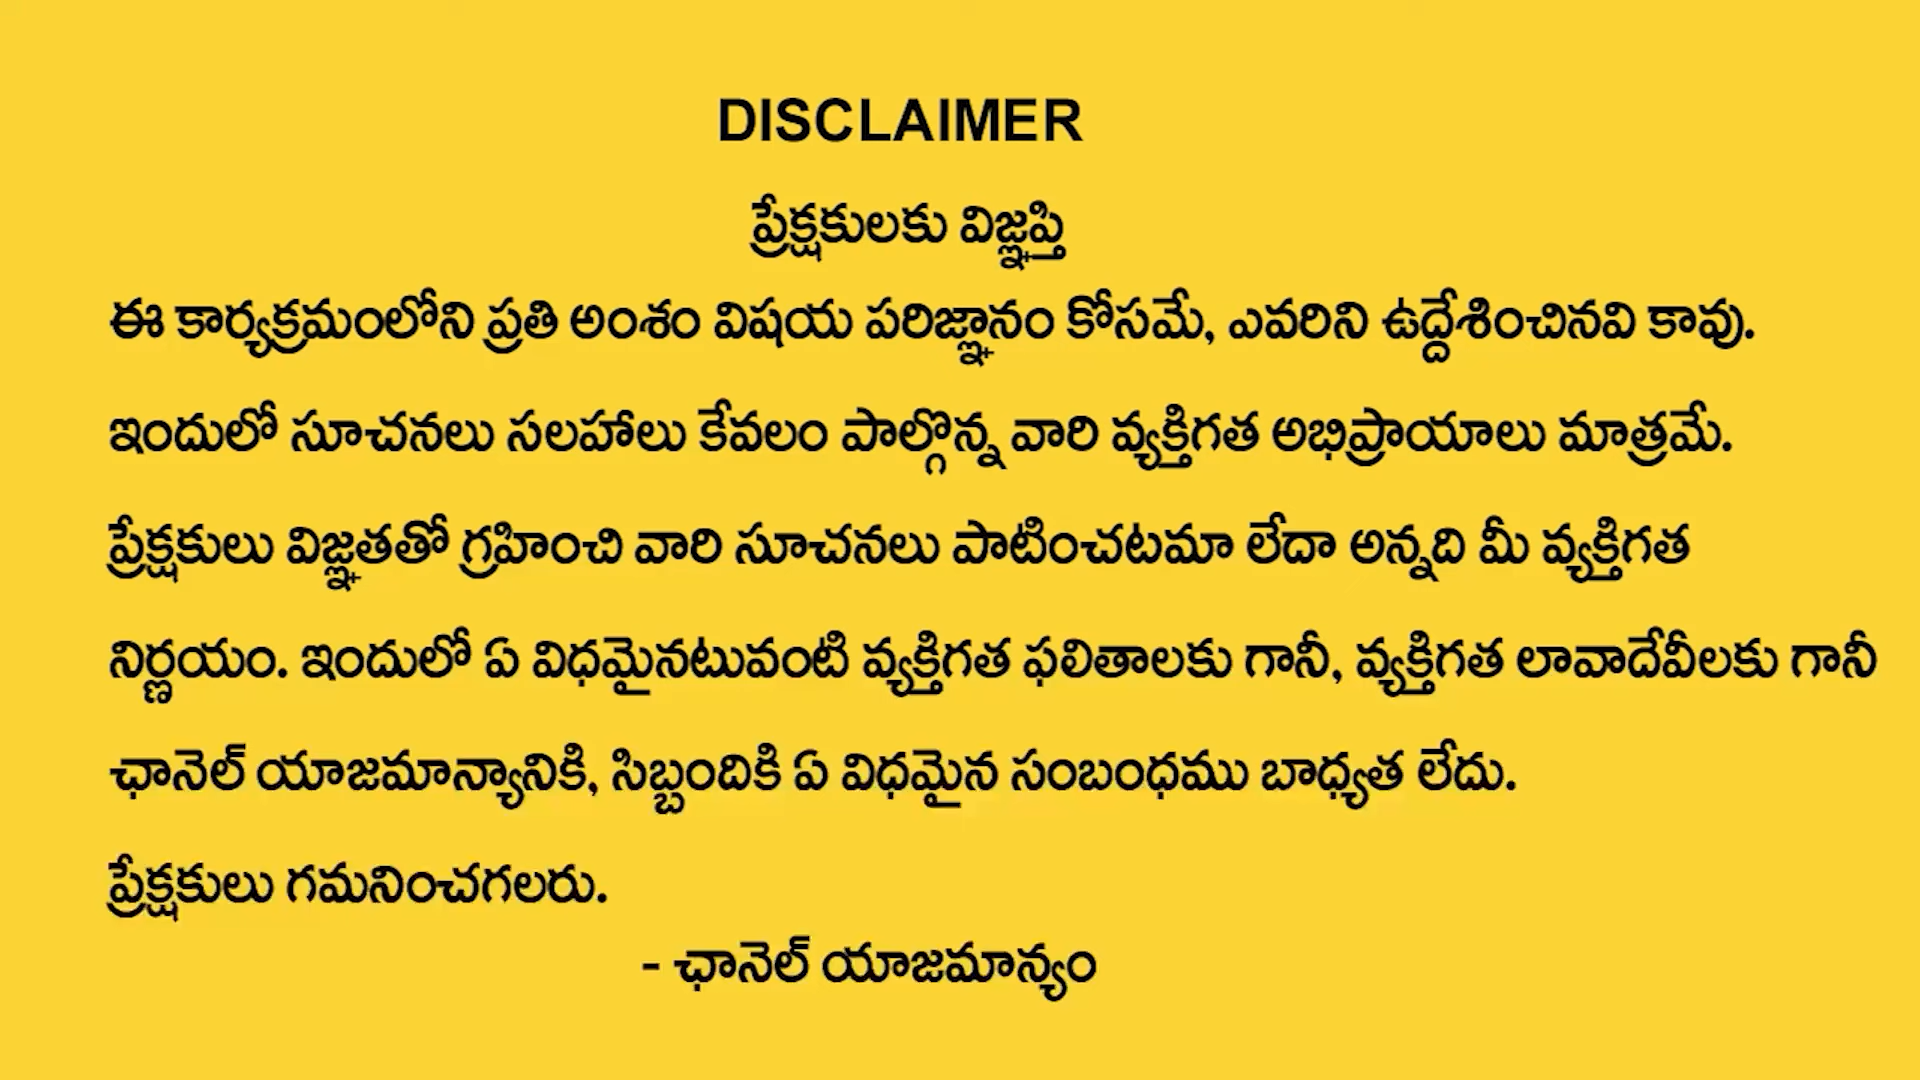 DISCLAIMER
ప్రేక్షకులకు విజ్ఞప్తి
ఈ కార్యక్రమంలోని ప్రతి అంశం విషయ పరిజ్ఞానం కోసమే, ఎవరిని ఉద్దేశించినవి కావు.
ఇందులో సూచనలు సలహాలు కేవలం పాల్గొన్న వారి వ్యక్తిగత అభిప్రాయాలు మాత్రమే.
ప్రేక్షకులు విజ్ఞతతో గ్రహించి వారి సూచనలు పాటించటమా లేదా అన్నది మీ వ్యక్తిగత
నిర్ణయం. ఇందులో ఏ విధమైనటువంటి వ్యక్తిగత ఫలితాలకు గానీ, వ్యక్తిగత లావాదేవీలకు గానీ
ఛానెల్ యాజమాన్యానికి, సిబ్బందికి ఏ విధమైన సంబంధము బాధ్యత లేదు.
ప్రేక్షకులు గమనించగలరు.
- ఛానెల్ యాజమాన్యం